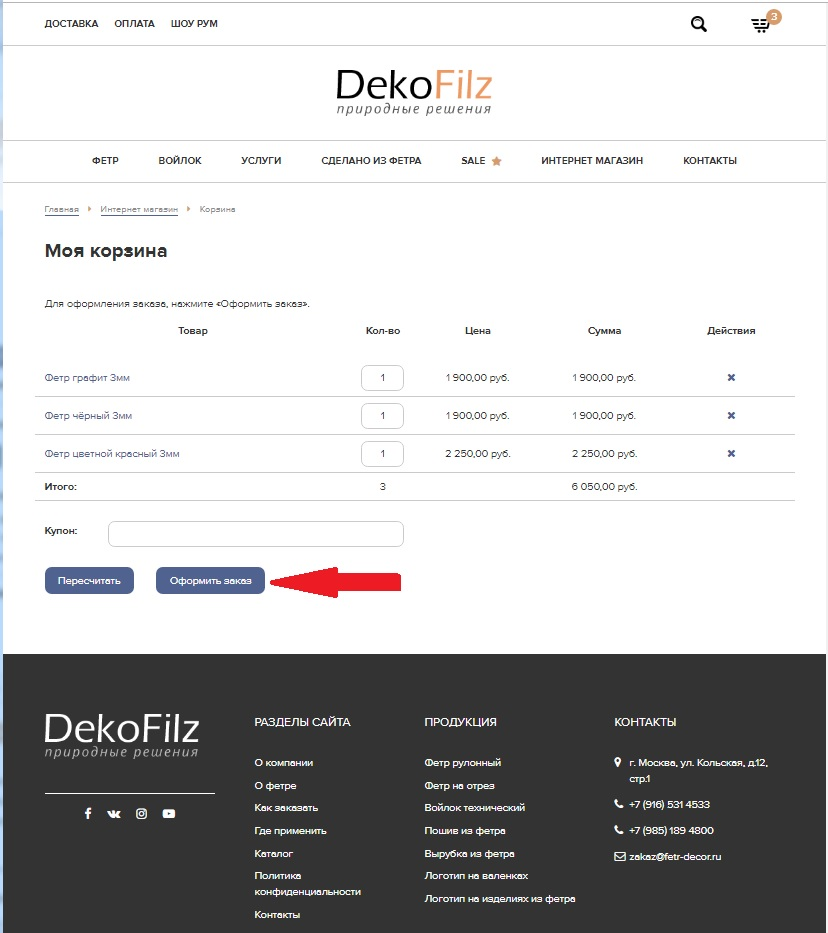 ДОСТАВКА ОПЛАТА ШОУ РУМ
3
DekoFilz
природные решения
ФЕТР ВОЙЛОК УСЛУГИ СДЕЛАНО ИЗ ФЕТРА SALE ИНТЕРНЕТ МАГАЗИН КОНТАКТЫ
Главная Интернет магазин Корзина
Моя корзина
Для оформления заказа, нажмите «Оформить заказ».
Товар Кол-во Цена Сумма Действия
Фетр графит 3мм 1 1 900,00 руб. 1 900,00 руб.
Фетр чёрный 3мм 1 1 900,00 руб. 1 900,00 руб.
Фетр цветной красный 3мм 1 2 250,00 руб. 2 250,00 руб.
Итого: 3 6 050,00 руб.
Купон:
Пересчитать Оформить заказ
DekoFilz
природные решения
РАЗДЕЛЫ САЙТА
О компании
О фетре
Как заказать
Где применить
Каталог
Политика
конфиденциальности
Контакты
ПРОДУКЦИЯ
Фетр рулонный
Фетр на отрез
Войлок технический
Пошив из фетра
Вырубка из фетра
Логотип на валенках
Логотип на изделиях из фетра
КОНТАКТЫ
г. Москва, ул. Кольская, д.12,
стр.1
+7 (916) 531 4533
+7 (985) 189 4800
zakaz@fetr-decor.ru